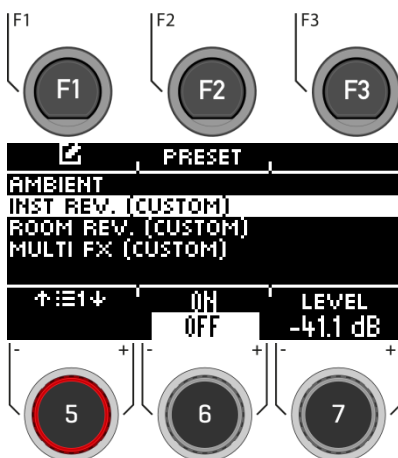 F1 F2 F3
F1 F2 F3
PRESET
AMBIENT
INST REV. (CUSTOM)
ROOM REV. (CUSTOM)
MULTI FX (CUSTOM)
↑ 1↓ ON LEVEL
OFF -41.1 dB
- + - + - +
5 6 7